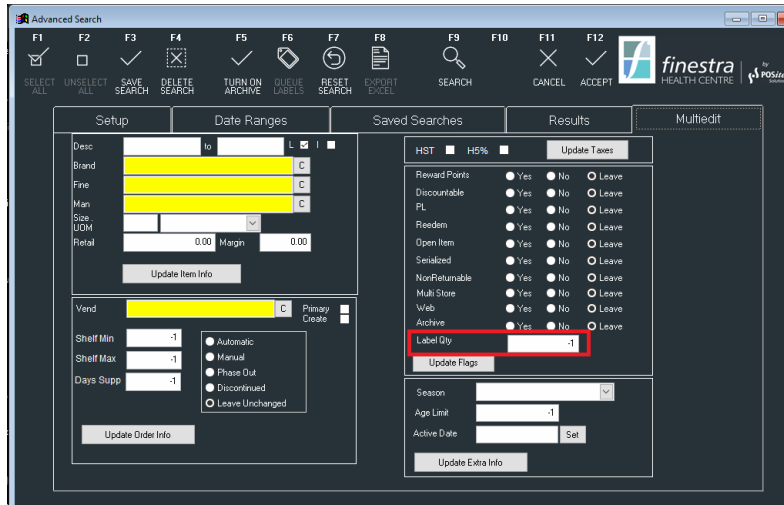 Advanced Search
F1 F2 F3 F4 F5 F6 F7 F8 F9 F10 F11 F12
SELECT ALL
UNSELECT ALL
SAVE SEARCH
DELETE SEARCH
TURN ON ARCHIVE
QUEUE LABELS
RESET SEARCH
EXPORT EXCEL
SEARCH
CANCEL
ACCEPT
finestra
HEALTH CENTRE
by
POSite
Setup Date Ranges Saved Searches Results Multiedit
Desc to L I
Brand C
Fine C
Man C
Size .
UOM
Retail 0.00 Margin 0.00
Update Item Info
Vend C Primary
Create
Shelf Min -1
Shelf Max -1
Days Supp -1
Automatic
Manual
Phase Out
Discontinued
Leave Unchanged
Update Order Info
HST H5% Update Taxes
Reward Points Yes No Leave
Discountable Yes No Leave
PL Yes No Leave
Reedem Yes No Leave
Open Item Yes No Leave
Serialized Yes No Leave
NonReturnable Yes No Leave
Multi Store Yes No Leave
Web Yes No Leave
Archive Yes No Leave
Label Qty -1
Update Flags
Season
Age Limit -1
Active Date Set
Update Extra Info